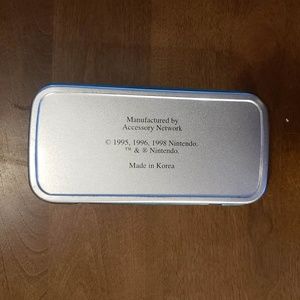 Manufactured by
Accessory Network
© 1995, 1996, 1998 Nintendo.
™ & ® Nintendo.
Made in Korea